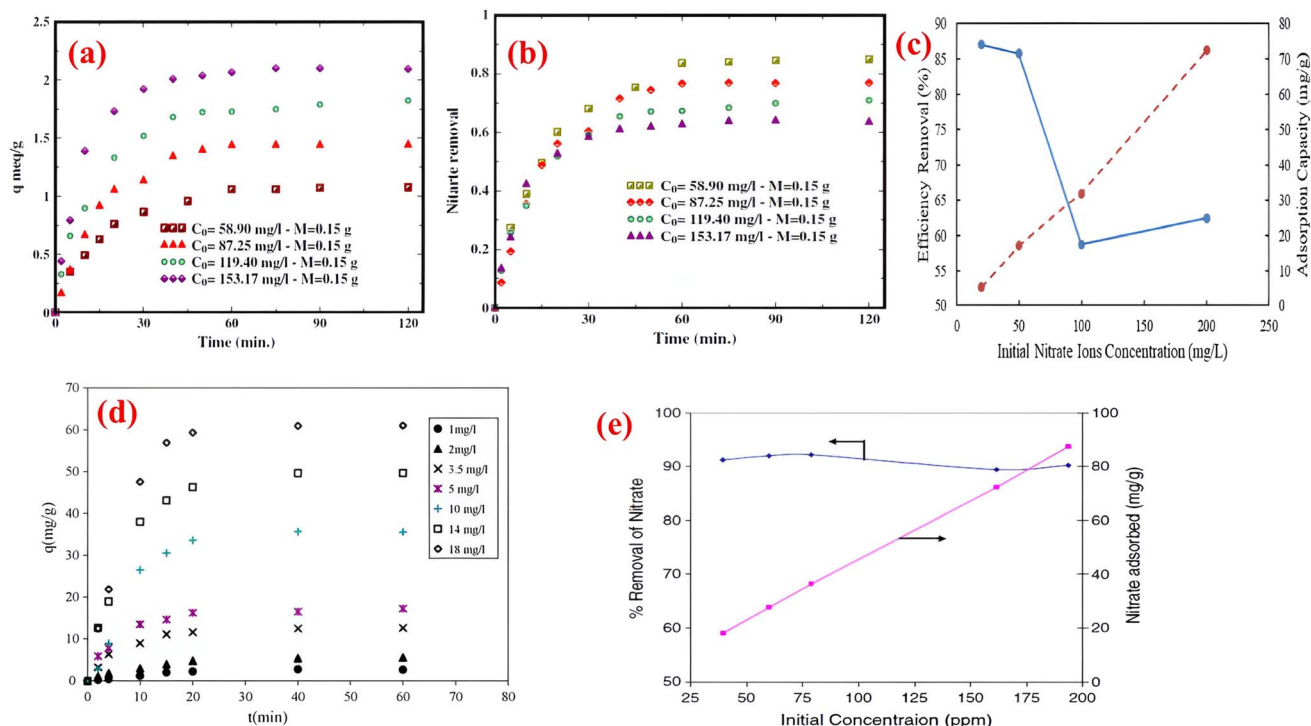 (a)
q meq/g
2.5
2
1.5
1
0.5
0
C₀= 58.90 mg/l - M=0.15 g
C₀= 87.25 mg/l - M=0.15 g
C₀= 119.40 mg/l - M=0.15 g
C₀= 153.17 mg/l - M=0.15 g
0 30 60 90 120
Time (min.)
(b)
Nitarte removal
1
0.8
0.6
0.4
0.2
0
C₀= 58.90 mg/l - M=0.15 g
C₀= 87.25 mg/l - M=0.15 g
C₀= 119.40 mg/l - M=0.15 g
C₀= 153.17 mg/l - M=0.15 g
0 30 60 90 120
Time (min.)
(c)
Efficiency Removal (%)
90
85
80
75
70
65
60
55
50
Adsorption Capacity (mg/g)
80
70
60
50
40
30
20
10
0
0 50 100 150 200 250
Initial Nitrate Ions Concentration (mg/L)
(d)
q(mg/g)
70
60
50
40
30
20
10
0
1mg/l
2mg/l
3.5 mg/l
5 mg/l
10 mg/l
14 mg/l
18 mg/l
0 10 20 30 40 50 60 70 80
t(min)
(e)
% Removal of Nitrate
100
90
80
70
60
50
Nitrate adsorbed (mg/g)
100
80
60
40
20
0
25 50 75 100 125 150 175 200
Initial Concentraion (ppm)